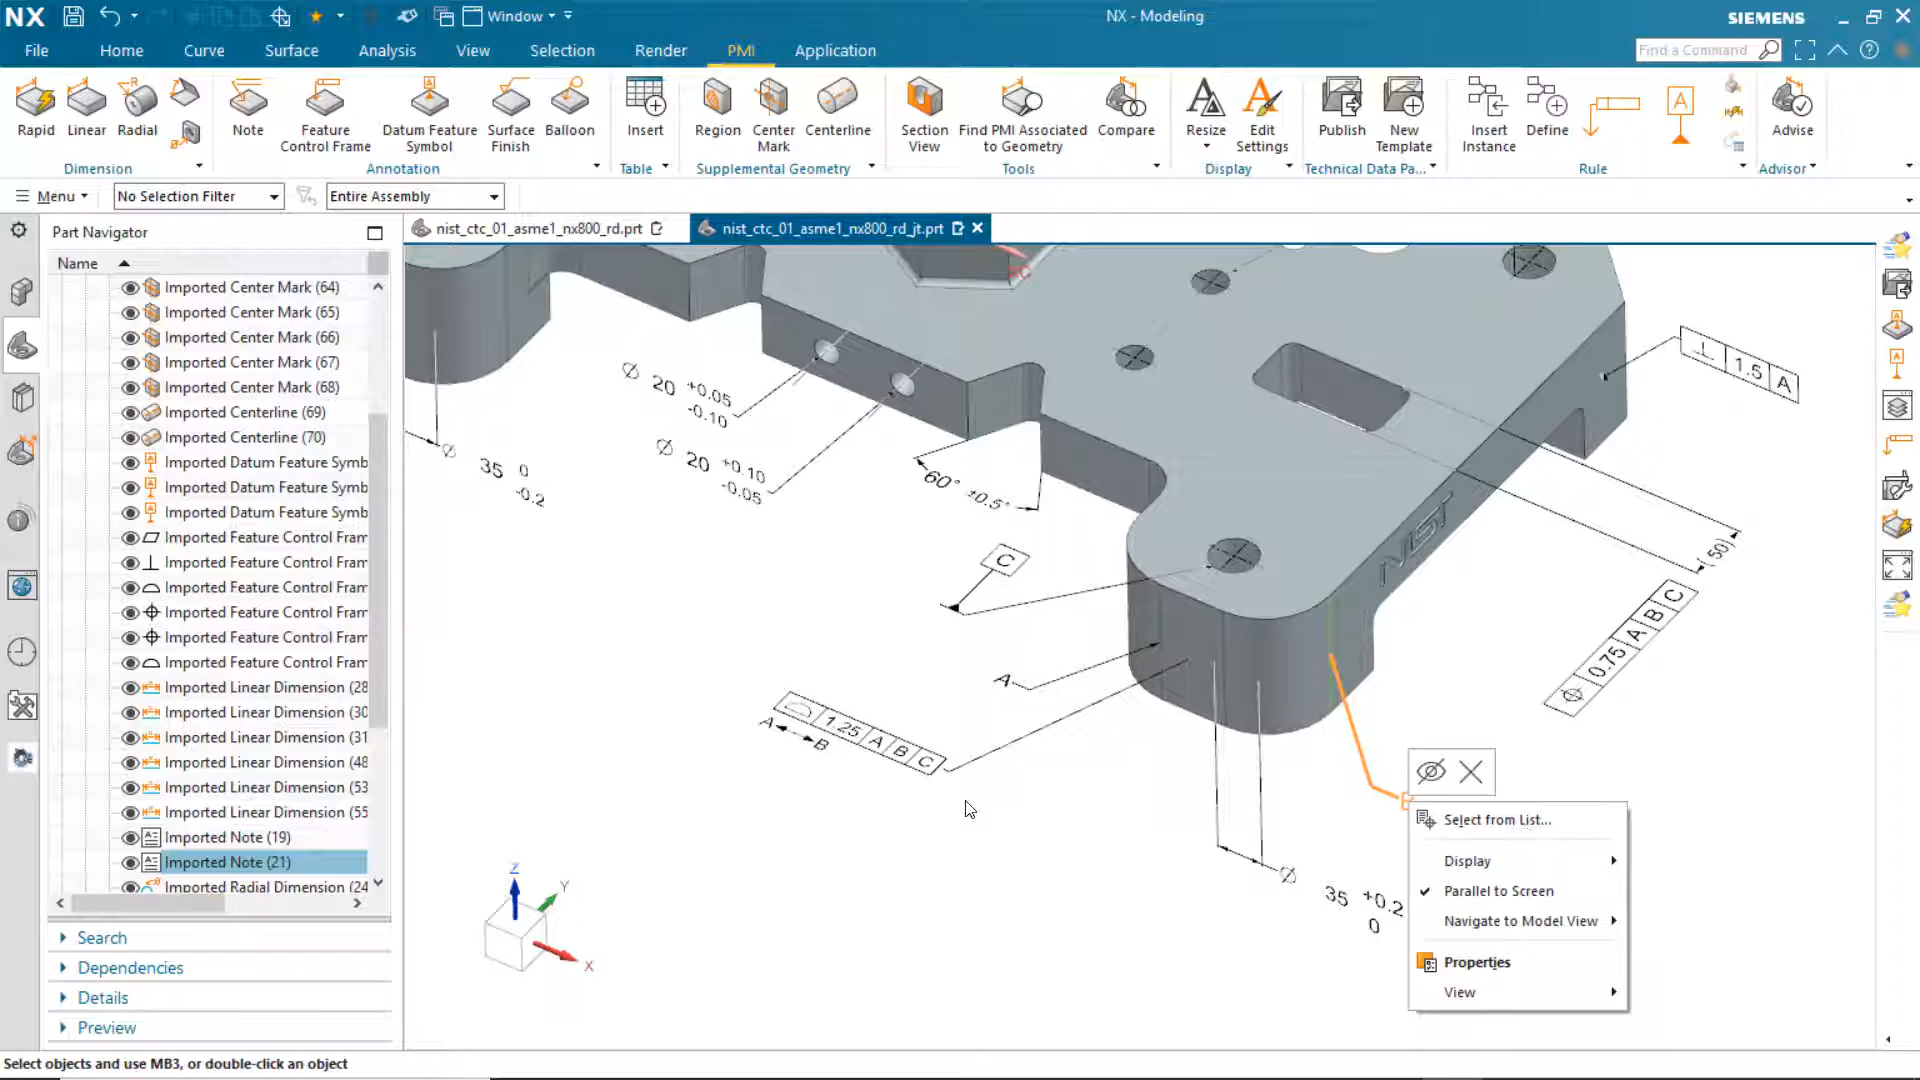 NX
Window
NX - Modeling
SIEMENS
File
Home
Curve
Surface
Analysis
View
Selection
Render
PMI
Application
Find a Command
Rapid
Linear
Radial
Note
Feature
Control Frame
Datum Feature
Symbol
Surface
Finish
Balloon
Insert
Region
Center
Mark
Centerline
Section
View
Find PMI Associated
to Geometry
Compare
Resize
Edit
Settings
Publish
New
Template
Insert
Instance
Define
Advise
Dimension
Annotation
Table
Supplemental Geometry
Tools
Display
Technical Data Pa...
Rule
Advisor
Menu
No Selection Filter
Entire Assembly
Part Navigator
nist_ctc_01_asme1_nx800_rd.prt
nist_ctc_01_asme1_nx800_rd_jt.prt
Name
Imported Center Mark (64)
Imported Center Mark (65)
Imported Center Mark (66)
Imported Center Mark (67)
Imported Center Mark (68)
Imported Centerline (69)
Imported Centerline (70)
Imported Datum Feature Symb
Imported Datum Feature Symb
Imported Datum Feature Symb
Imported Feature Control Fram
Imported Feature Control Fram
Imported Feature Control Fram
Imported Feature Control Fram
Imported Feature Control Fram
Imported Feature Control Fram
Imported Linear Dimension (28
Imported Linear Dimension (30
Imported Linear Dimension (31
Imported Linear Dimension (48
Imported Linear Dimension (53
Imported Linear Dimension (55
Imported Note (19)
Imported Note (21)
Imported Radial Dimension (24
Search
Dependencies
Details
Preview
∅ 20 +0.05 -0.10
∅ 20 +0.10 -0.05
∅ 35 0 -0.2
60° ±0.5°
⊥ 1.5 A
NIST
(50)
C
A
⌖ 0.75 A B C
⌓ 1.25 A B C
A ↔ B
∅ 35 +0.2 0
Z
Y
X
Select from List...
Display
Parallel to Screen
Navigate to Model View
Properties
View
Select objects and use MB3, or double-click an object